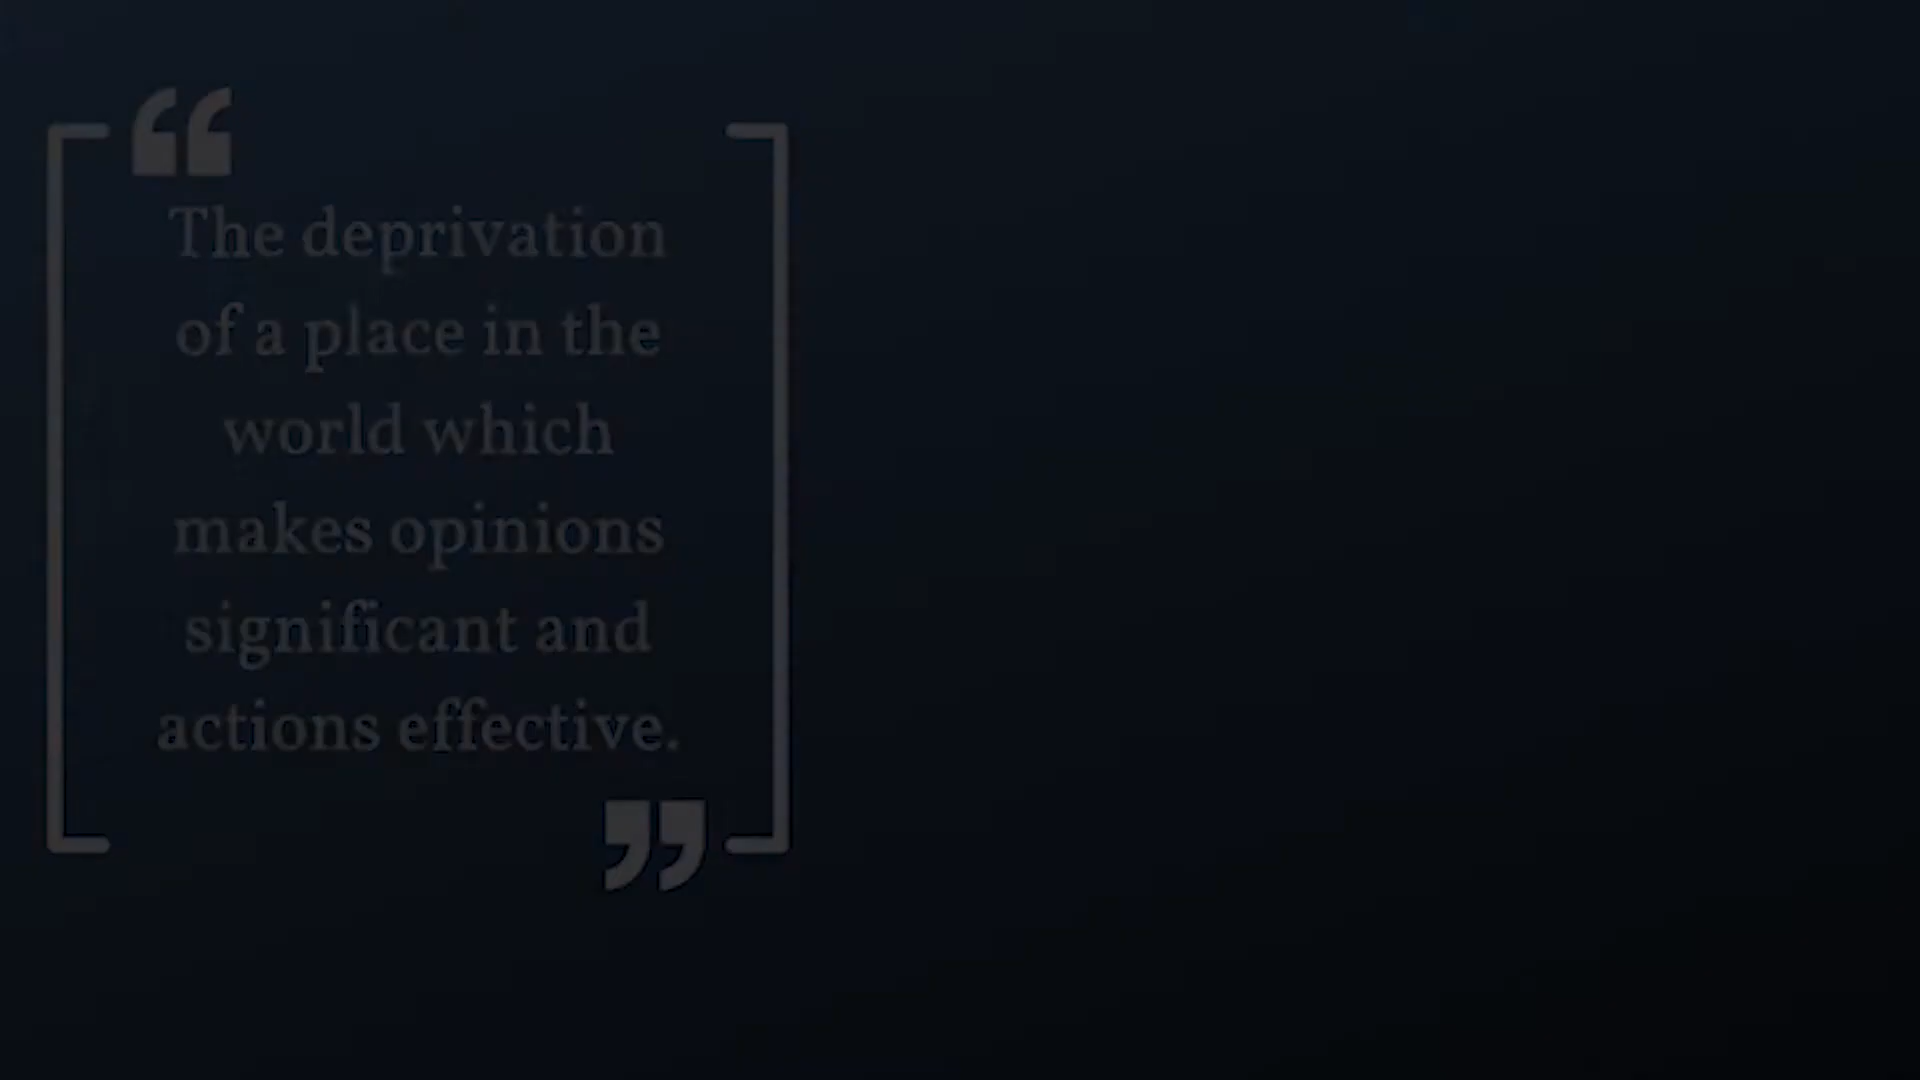 “
The deprivation
of a place in the
world which
makes opinions
significant and
actions effective.
”